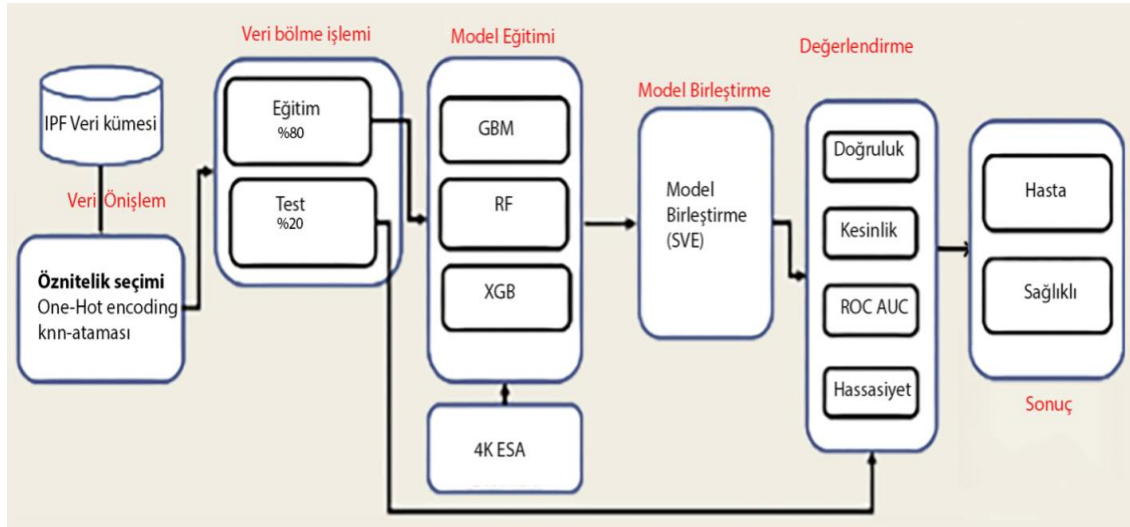 IPF Veri kümesi
Veri Önişlem
Öznitelik seçimi
One-Hot encoding
knn-ataması
Veri bölme işlemi
Eğitim
%80
Test
%20
Model Eğitimi
GBM
RF
XGB
4K ESA
Model Birleştirme
Model
Birleştirme
(SVE)
Değerlendirme
Doğruluk
Kesinlik
ROC AUC
Hassasiyet
Hasta
Sağlıklı
Sonuç